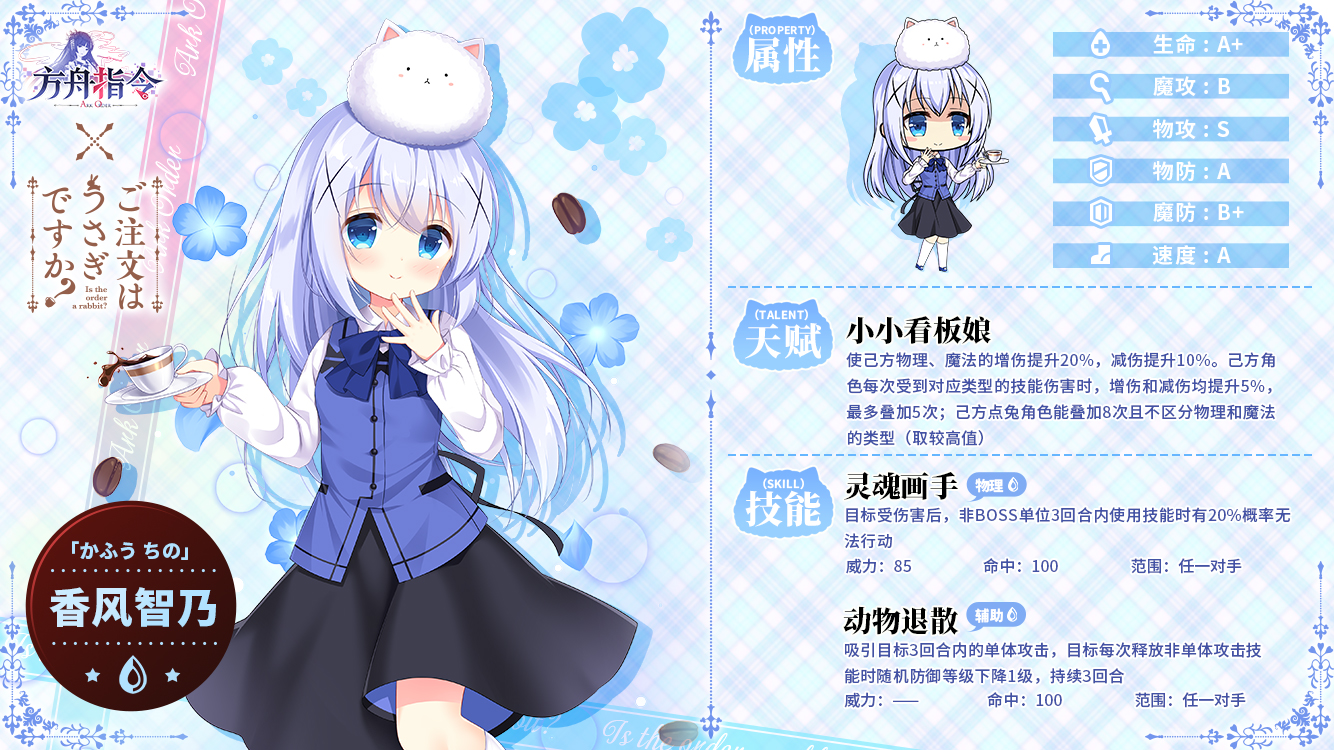 方舟指令
Ark Order
ご注文は
うさぎ
ですか?
Is the
order
a rabbit?
Ark Order
「かふう ちの」
香风智乃
Is the order
(PROPERTY)
属性
生命：A+
魔攻：B
物攻：S
物防：A
魔防：B+
速度：A
(TALENT)
天赋
小小看板娘
使己方物理、魔法的增伤提升20%，减伤提升10%。己方角
色每次受到对应类型的技能伤害时，增伤和减伤均提升5%，
最多叠加5次；己方点兔角色能叠加8次且不区分物理和魔法
的类型（取较高值）
(SKILL)
技能
灵魂画手 物理
目标受伤害后，非BOSS单位3回合内使用技能时有20%概率无
法行动
威力：85 命中：100 范围：任一对手
动物退散 辅助
吸引目标3回合内的单体攻击，目标每次释放非单体攻击技
能时随机防御等级下降1级，持续3回合
威力：—— 命中：100 范围：任一对手